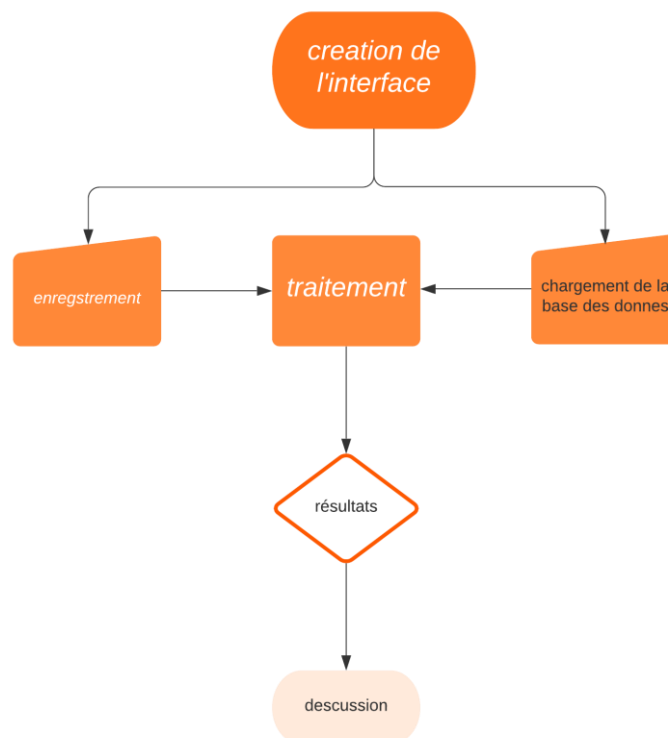 creation de
l'interface
enregstrement
traitement
chargement de la
base des donnes
résultats
descussion